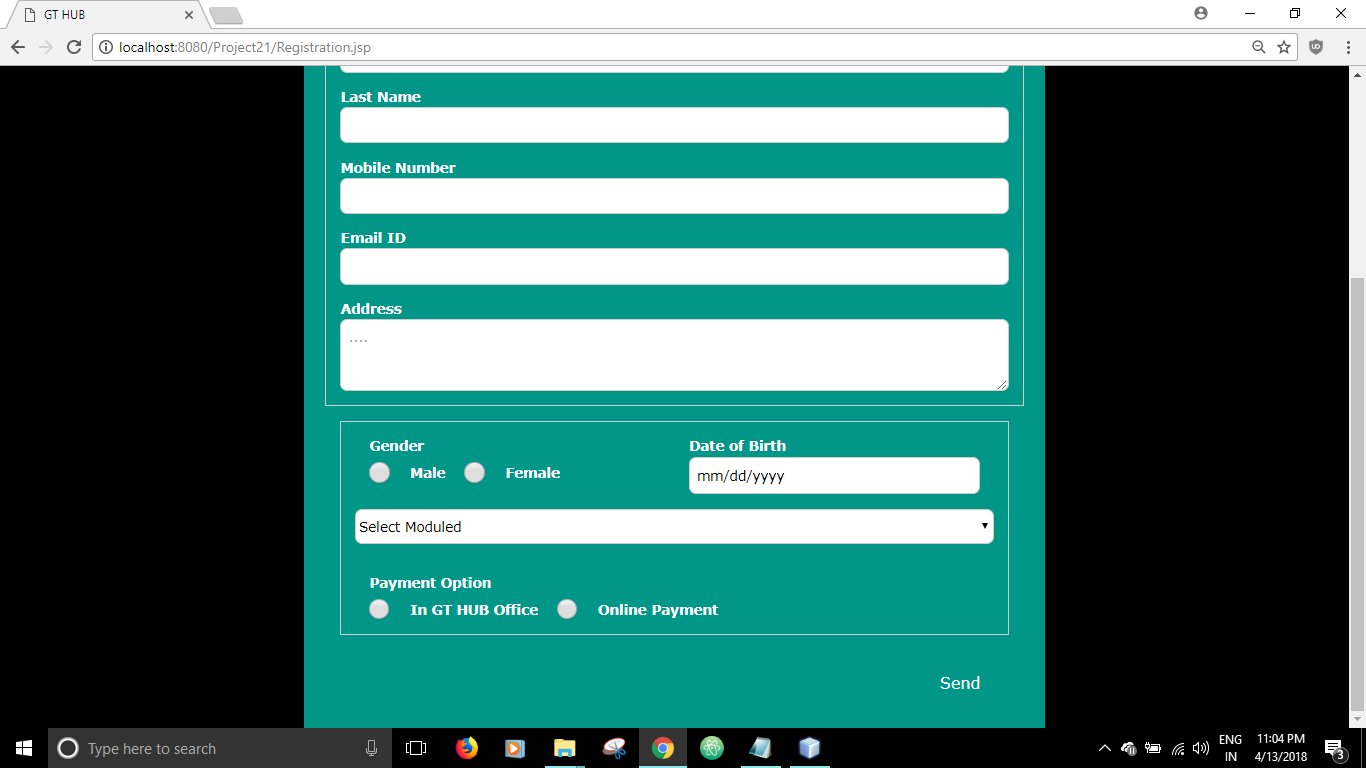 GT HUB
localhost:8080/Project21/Registration.jsp
Last Name
Mobile Number
Email ID
Address
....
Gender
Date of Birth
Male Female
mm/dd/yyyy
Select Moduled
Payment Option
In GT HUB Office Online Payment
Send
Type here to search
ENG
IN
11:04 PM
4/13/2018
3